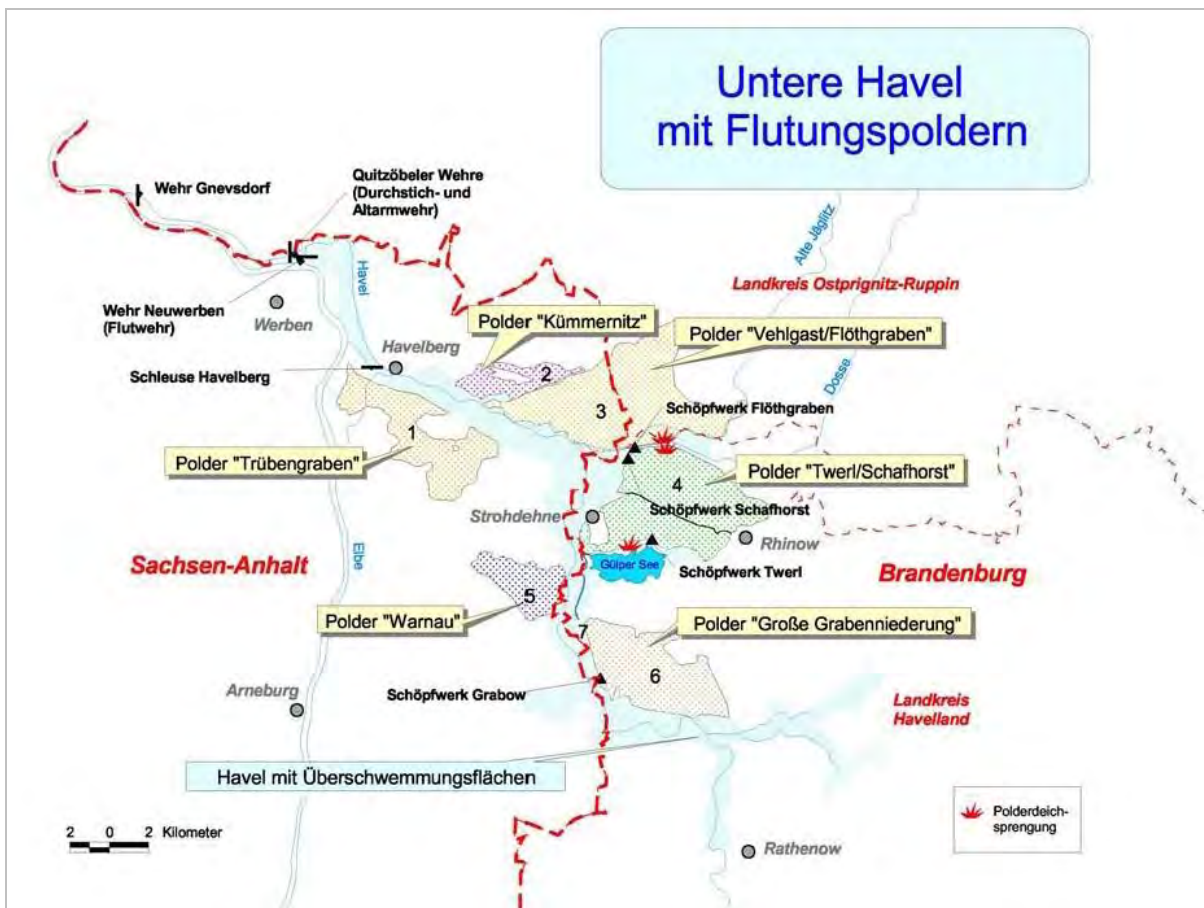 Untere Havel
mit Flutungspoldern
Wehr Gnevsdorf
Quitzöbeler Wehre
(Durchstich- und
Altarmwehr)
Alte Jäglitz
Landkreis Ostprignitz-Ruppin
Havel
Wehr Neuwerben
(Flutwehr)
Werben
Polder "Kümmernitz"
Polder "Vehlgast/Flöthgraben"
Havelberg
Dosse
Schleuse Havelberg
2
3
Schöpfwerk Flöthgraben
1
Polder "Trübengraben"
Polder "Twerl/Schafhorst"
4
Strohdehne
Schöpfwerk Schafhorst
Rhinow
Elbe
Sachsen-Anhalt
Gülper See
Schöpfwerk Twerl
Brandenburg
5
Polder "Warnau"
7
Polder "Große Grabenniederung"
6
Arneburg
Schöpfwerk Grabow
Landkreis
Havelland
Havel mit Überschwemmungsflächen
2 0 2 Kilometer
Polderdeich-
sprengung
Rathenow